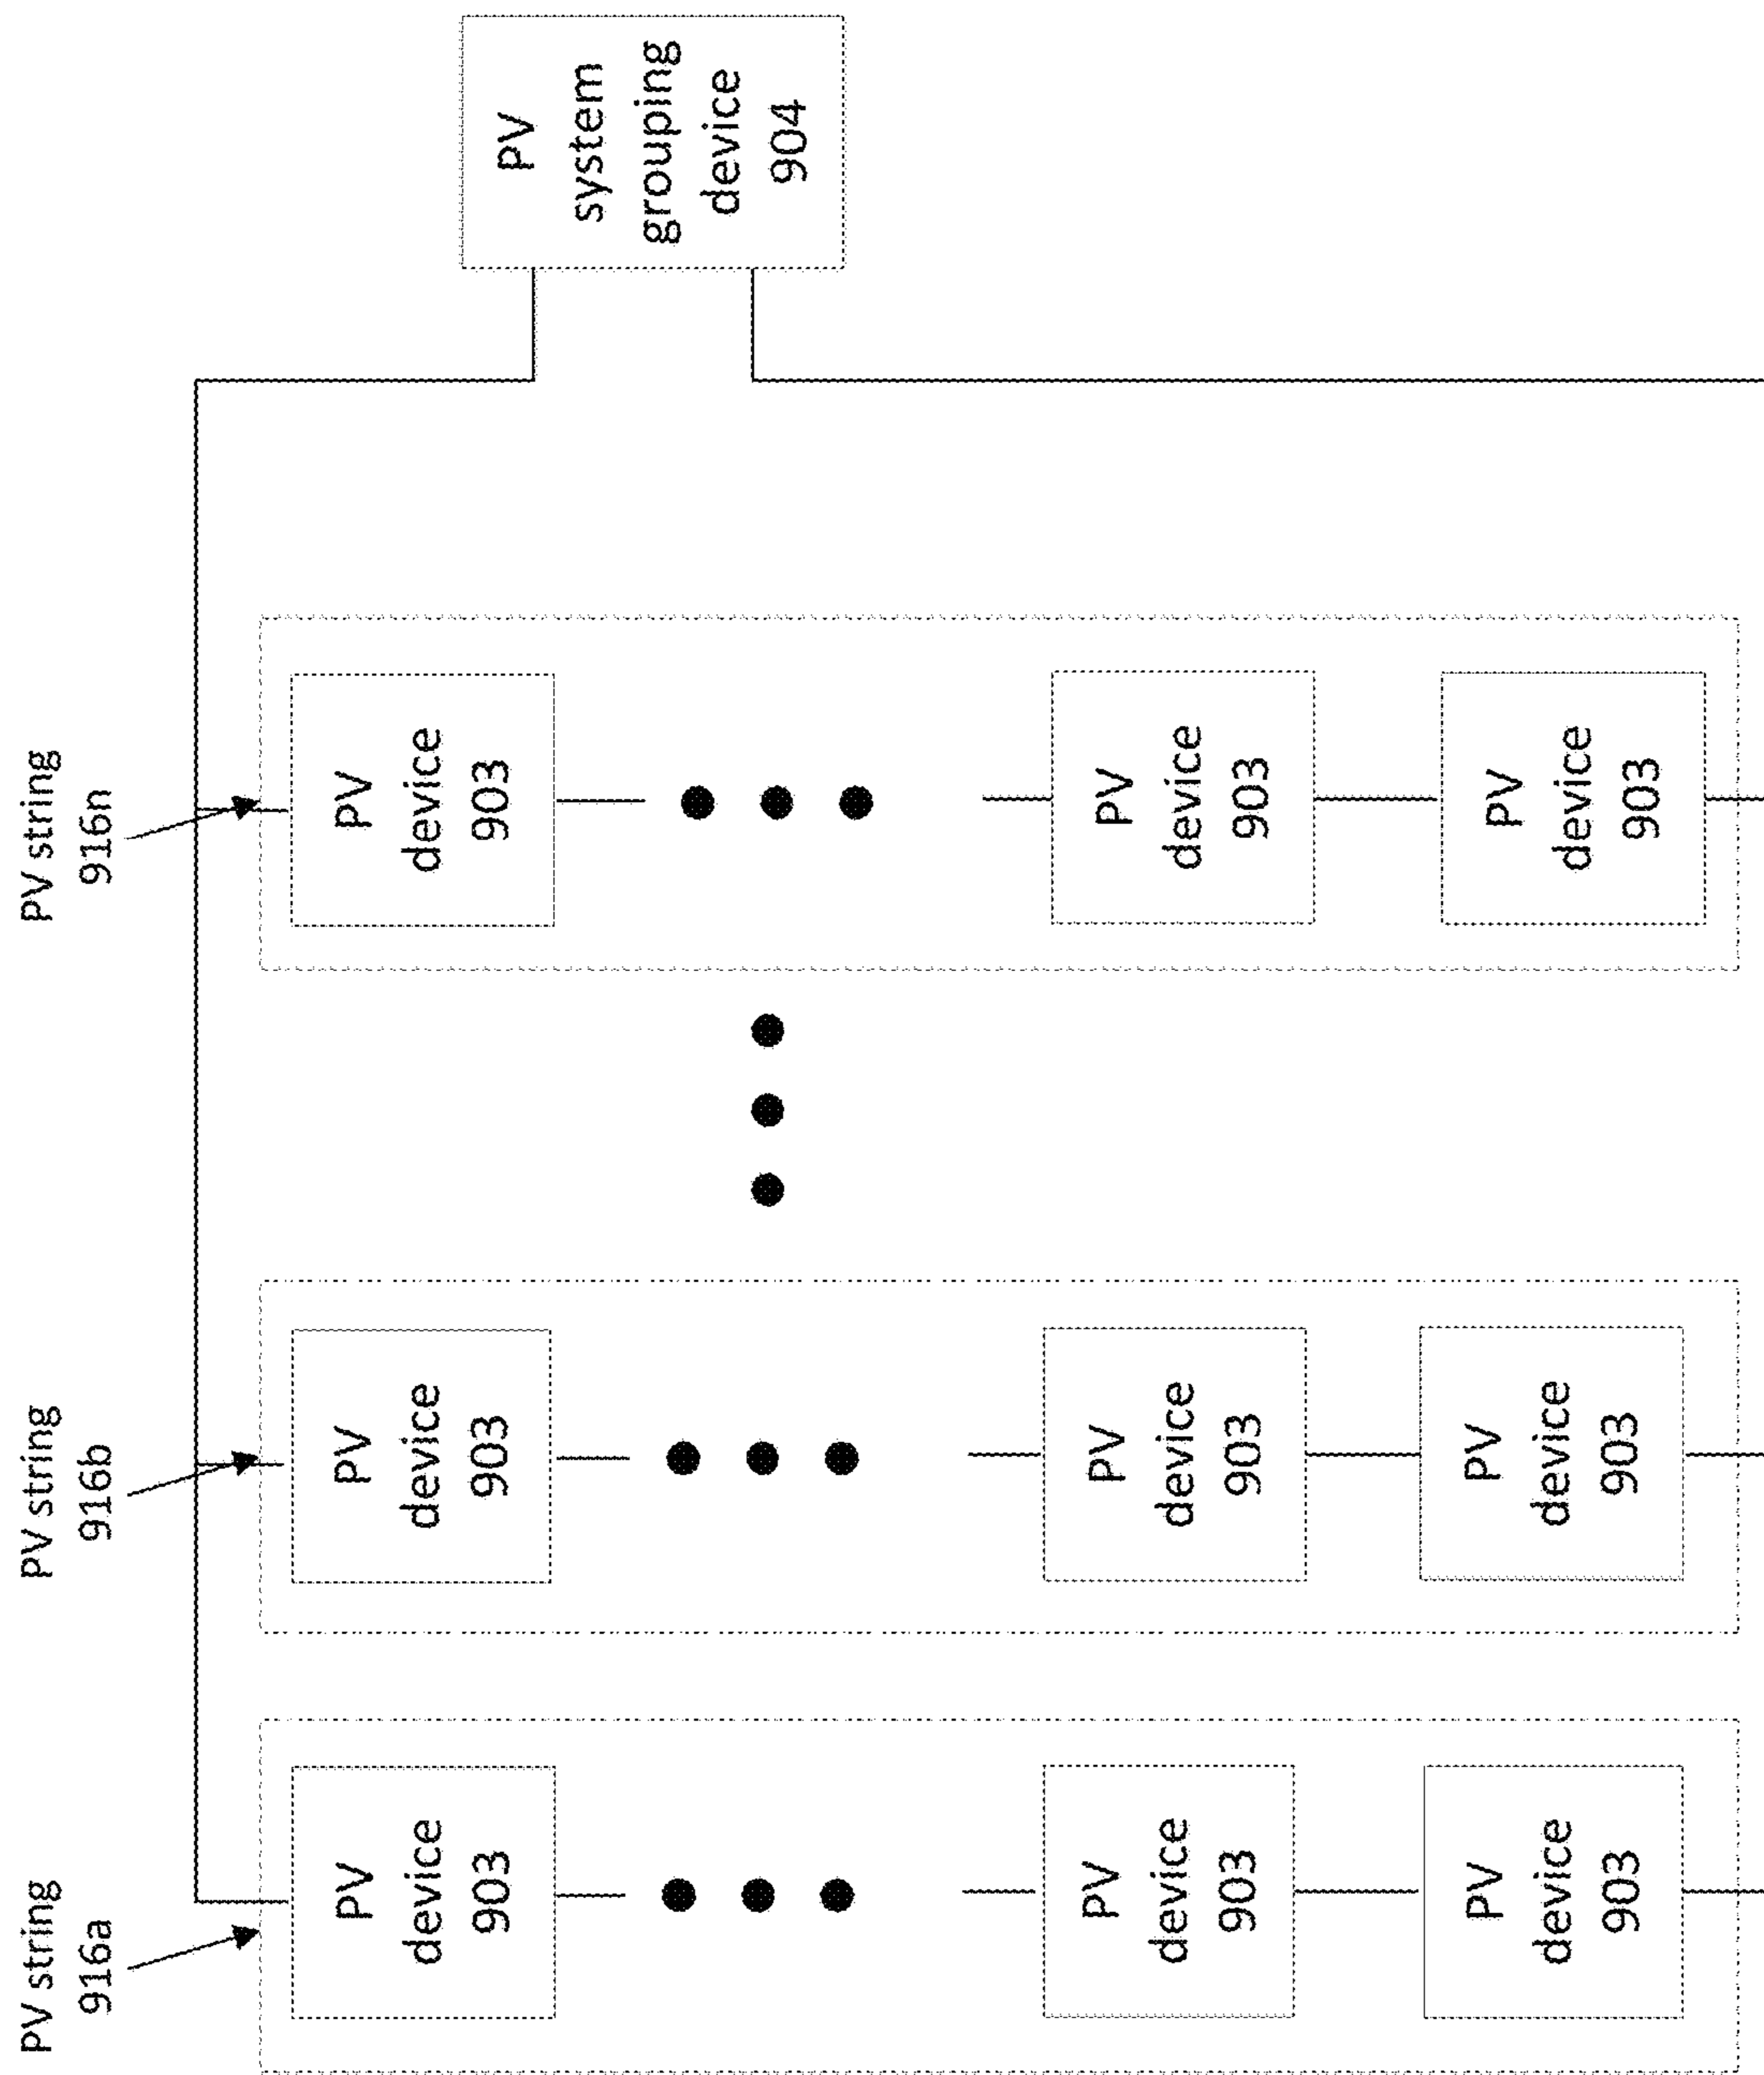 PV string
916a
PV string
916b
PV string
916n
PV
device
903
PV
device
903
PV
device
903
PV
device
903
PV
device
903
PV
device
903
PV
device
903
PV
device
903
PV
device
903
PV
system
grouping
device
904